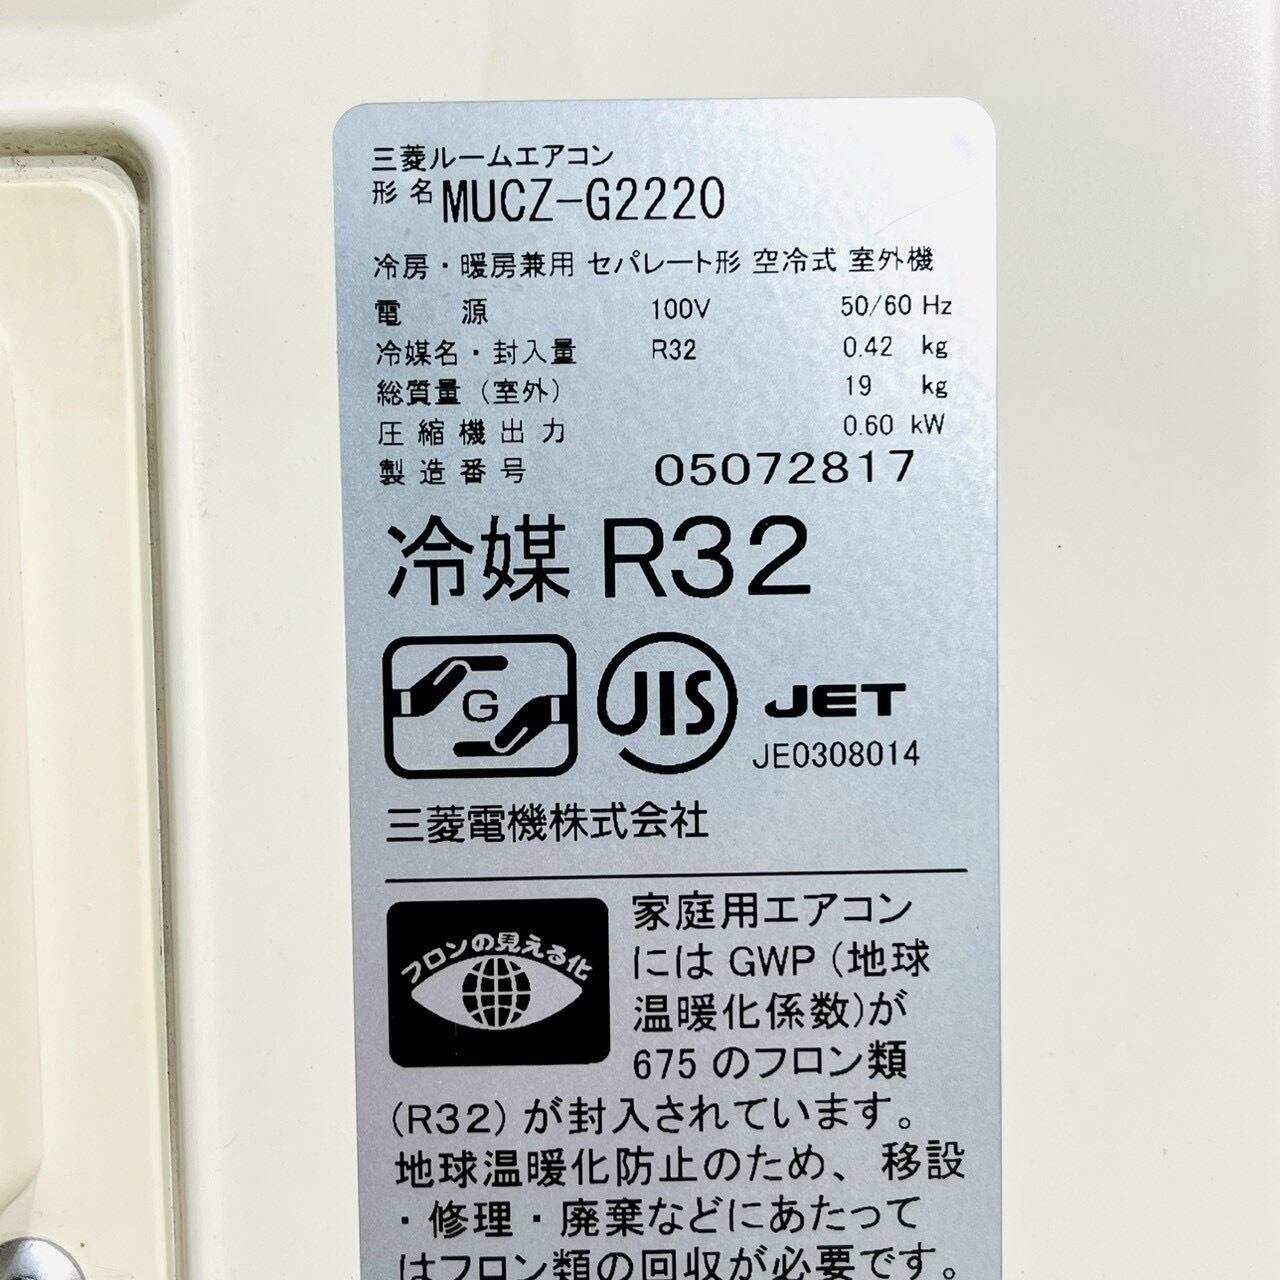 三菱ルームエアコン
形名 MUCZ-G2220
冷房・暖房兼用 セパレート形 空冷式 室外機
電源 100V 50/60 Hz
冷媒名・封入量 R32 0.42 kg
総質量（室外） 19 kg
圧縮機出力 0.60 kW
製造番号 05072817
冷媒 R32
G JIS JET
JE0308014
三菱電機株式会社
フロンの見える化
家庭用エアコン
には GWP（地球
温暖化係数)が
675 のフロン類
(R32) が封入されています。
地球温暖化防止のため、移設
・修理・廃棄などにあたって
はフロン類の回収が必要です。